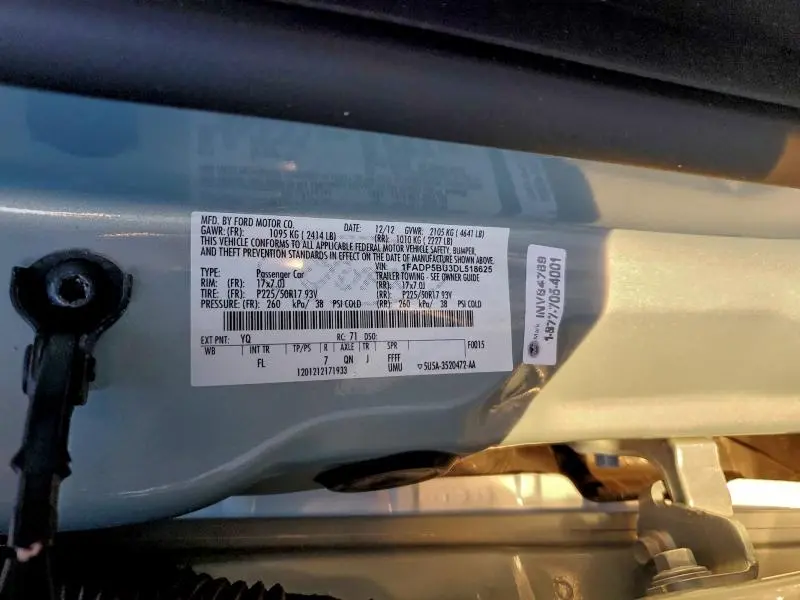 MFD. BY FORD MOTOR CO.
DATE: 12/12 GVWR: 2105 KG ( 4641 LB)
GAWR: (FR): 1095 KG ( 2414 LB) (RR): 1010 KG ( 2227 LB)
THIS VEHICLE CONFORMS TO ALL APPLICABLE FEDERAL MOTOR VEHICLE SAFETY, BUMPER,
AND THEFT PREVENTION STANDARDS IN EFFECT ON THE DATE OF MANUFACTURE SHOWN ABOVE.
VIN: 1FADP5BU3DL518625
TYPE: Passenger Car TRAILER TOWING - SEE OWNER GUIDE
RIM: (FR): 17x7.0J (RR): 17x7.0J
TIRE: (FR): P225/50R17 93V (RR): P225/50R17 93V
PRESSURE: (FR): 260 kPa/ 38 PSI COLD (RR): 260 kPa/ 38 PSI COLD
EXT PNT: YQ RC: 71 DSO: F0015
WB INT TR TP/PS R AXLE TR SPR
FL 7 QN J FFFF
1201212171933 UMU 5U5A-3520472-AA
INV64789
1-877-705-4001